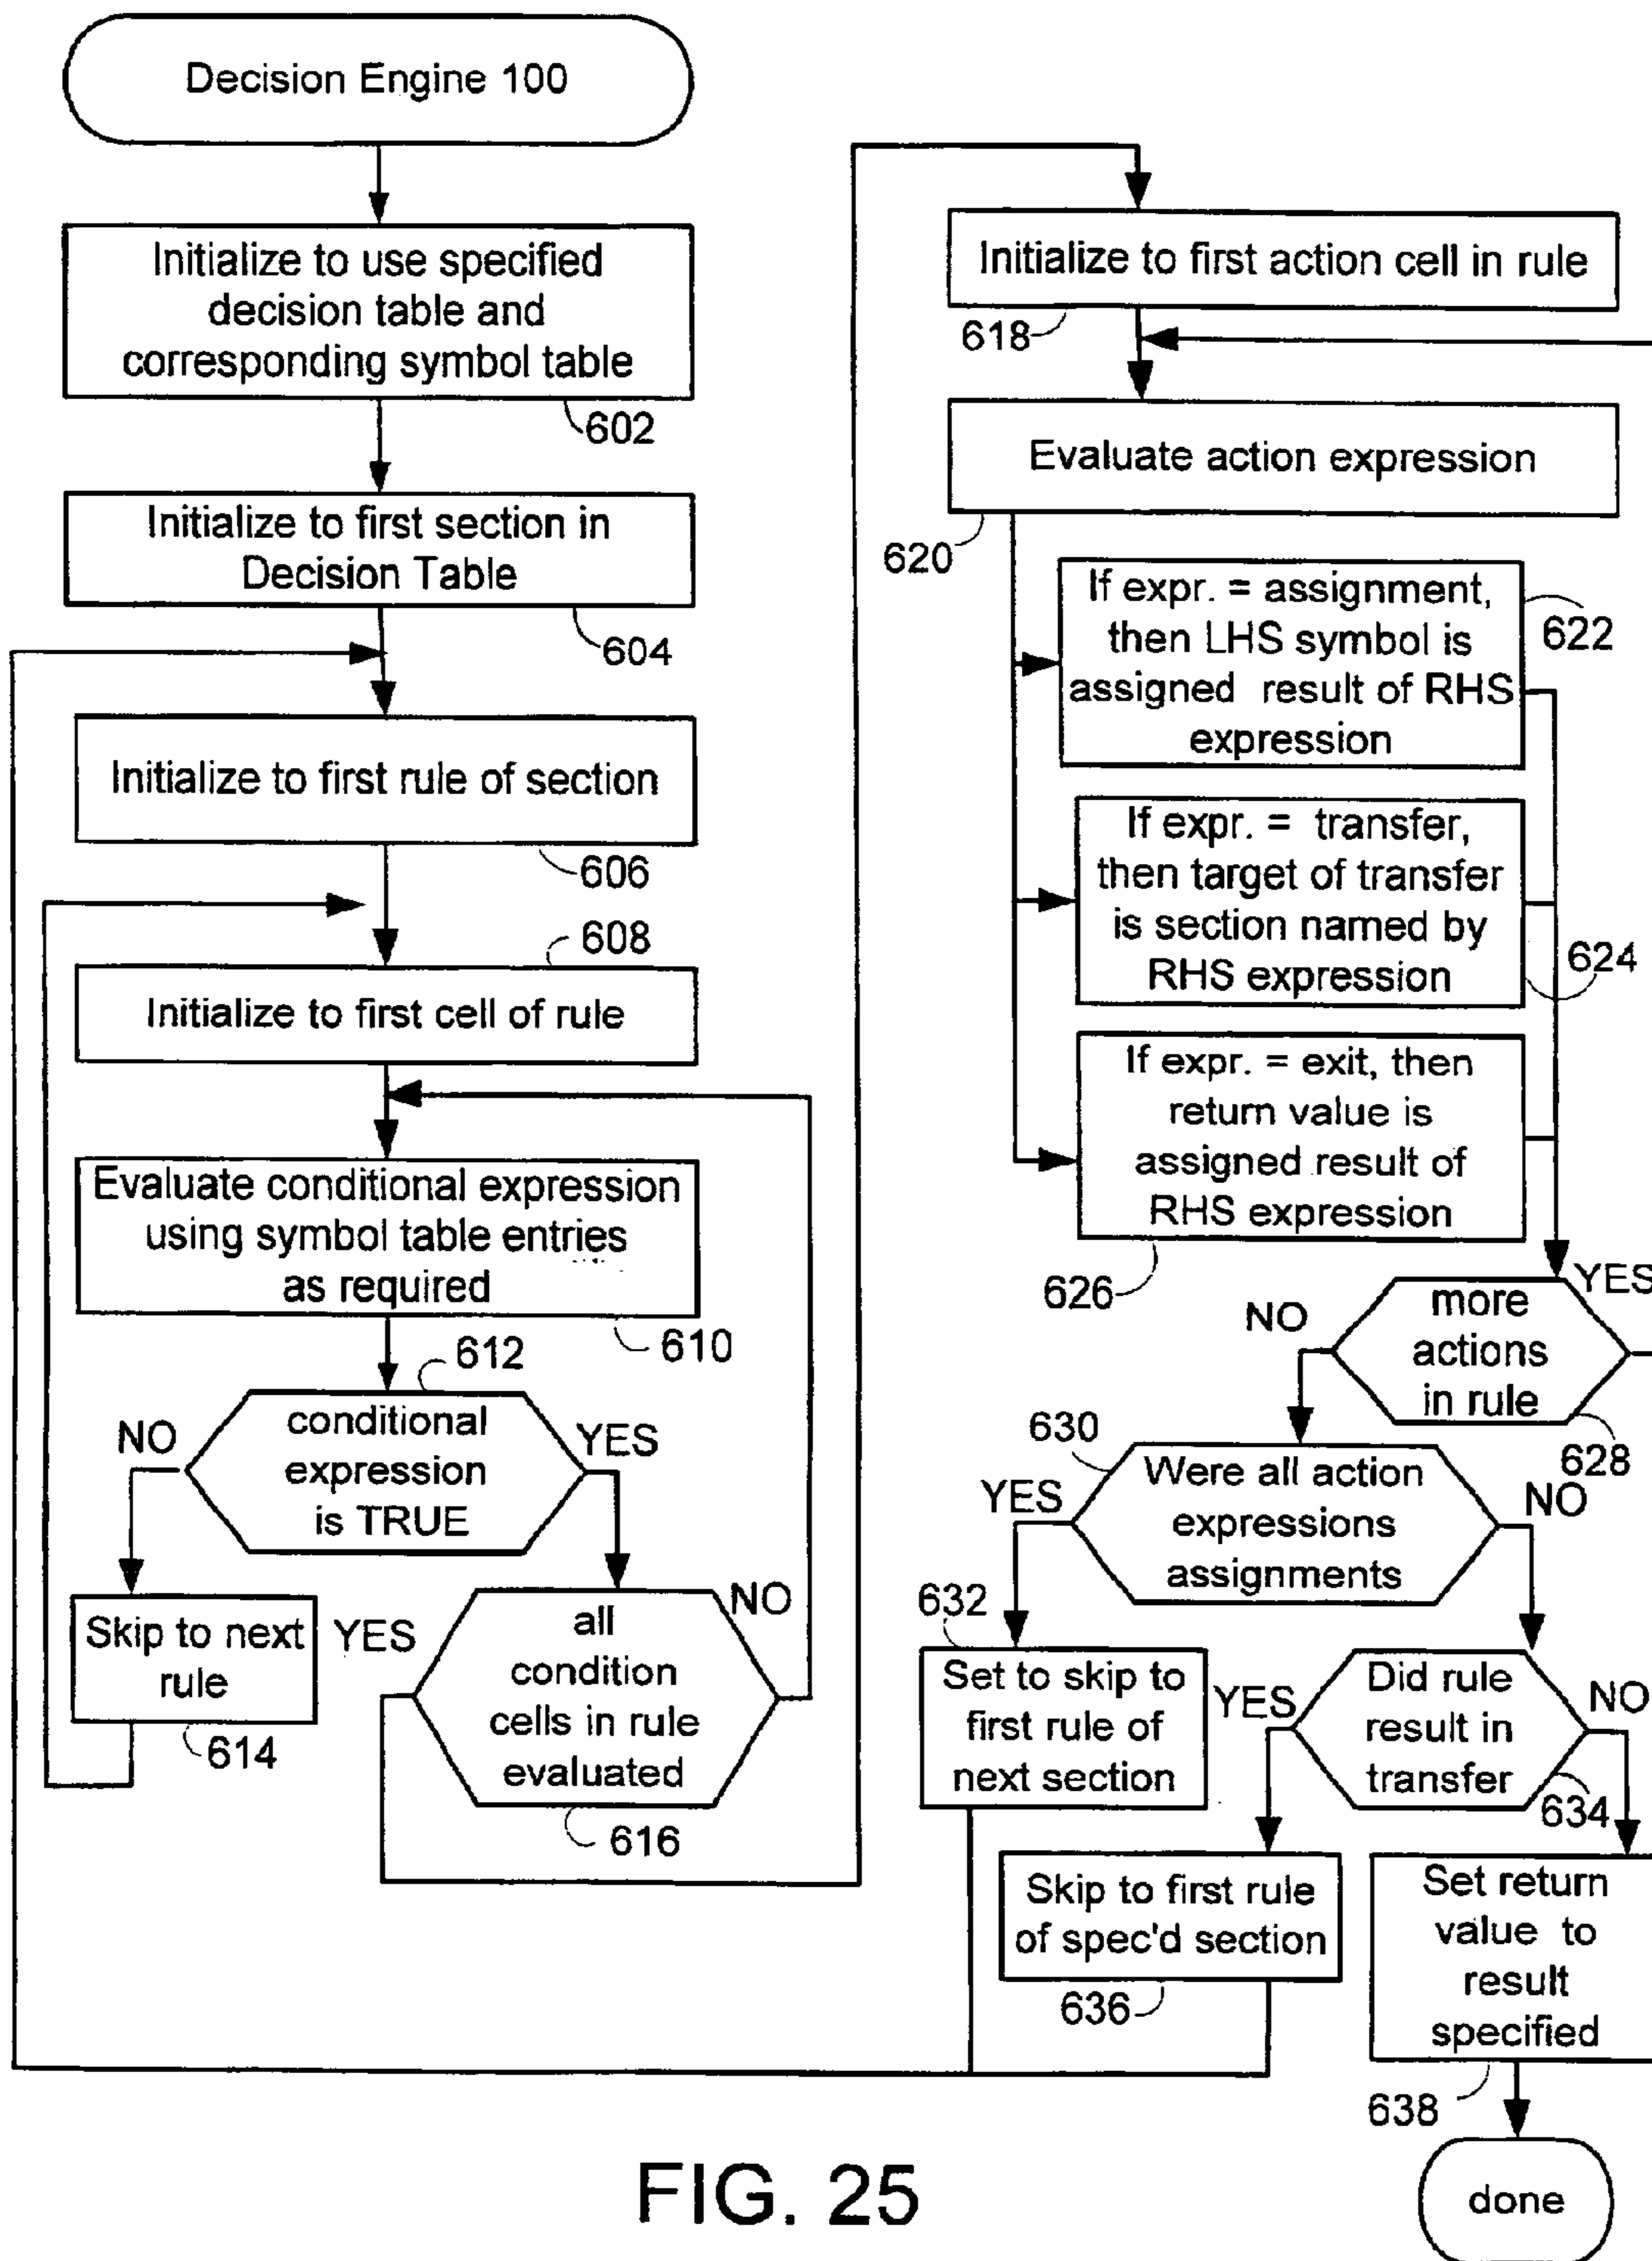 Decision Engine 100
Initialize to use specified
decision table and
corresponding symbol table
602
Initialize to first section in
Decision Table
604
Initialize to first rule of section
606
608
Initialize to first cell of rule
Evaluate conditional expression
using symbol table entries
as required
610
612
conditional
expression
is TRUE
NO
YES
Skip to next
rule
614
YES
NO
all
condition
cells in rule
evaluated
616
Initialize to first action cell in rule
618
Evaluate action expression
620
If expr. = assignment,
then LHS symbol is
assigned result of RHS
expression
622
If expr. = transfer,
then target of transfer
is section named by
RHS expression
624
If expr. = exit, then
return value is
assigned result of
RHS expression
626
YES
NO
more
actions
in rule
628
630
YES
NO
Were all action
expressions
assignments
632
Set to skip to
first rule of
next section
YES
NO
Did rule
result in
transfer
634
Skip to first rule
of spec'd section
636
Set return
value to
result
specified
638
done
FIG. 25